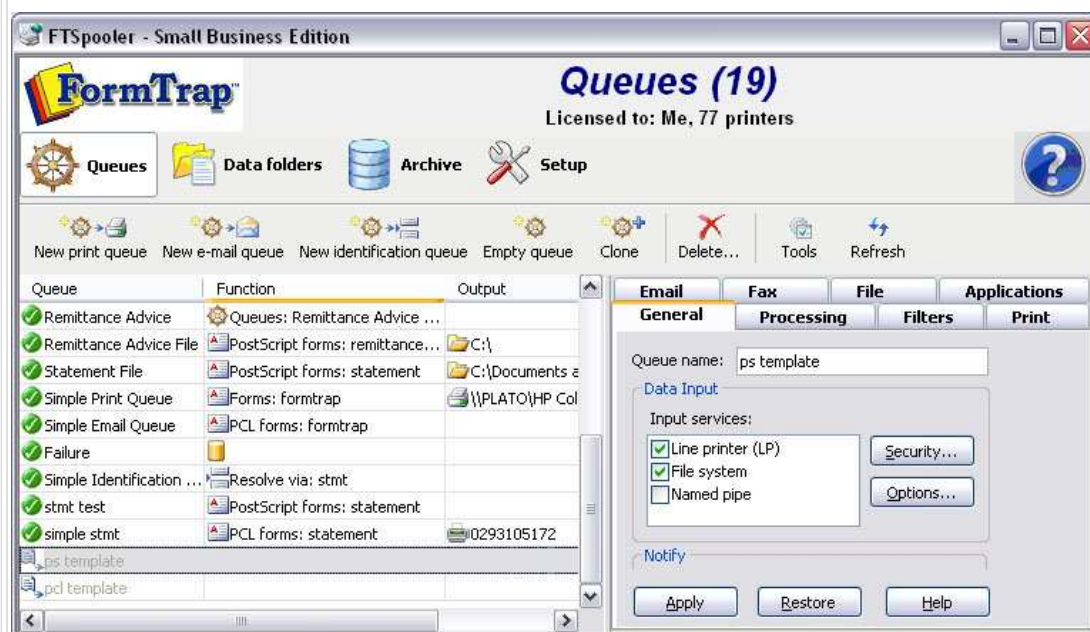 FTSpooler - Small Business Edition
FormTrap™
Queues (19)
Licensed to: Me, 77 printers
Queues Data folders Archive Setup
New print queue New e-mail queue New identification queue Empty queue Clone Delete... Tools Refresh
Queue Function Output
Remittance Advice Queues: Remittance Advice ...
Remittance Advice File PostScript forms: remittance... C:\
Statement File PostScript forms: statement C:\Documents a
Simple Print Queue Forms: formtrap \\PLATO\HP Col
Simple Email Queue PCL forms: formtrap
Failure
Simple Identification ... Resolve via: stmt
stmt test PostScript forms: statement
simple stmt PCL forms: statement 0293105172
ps template
pcl template
Email Fax File Applications
General Processing Filters Print
Queue name: ps template
Data Input
Input services:
Line printer (LP)
File system
Named pipe
Security...
Options...
Notify
Apply Restore Help